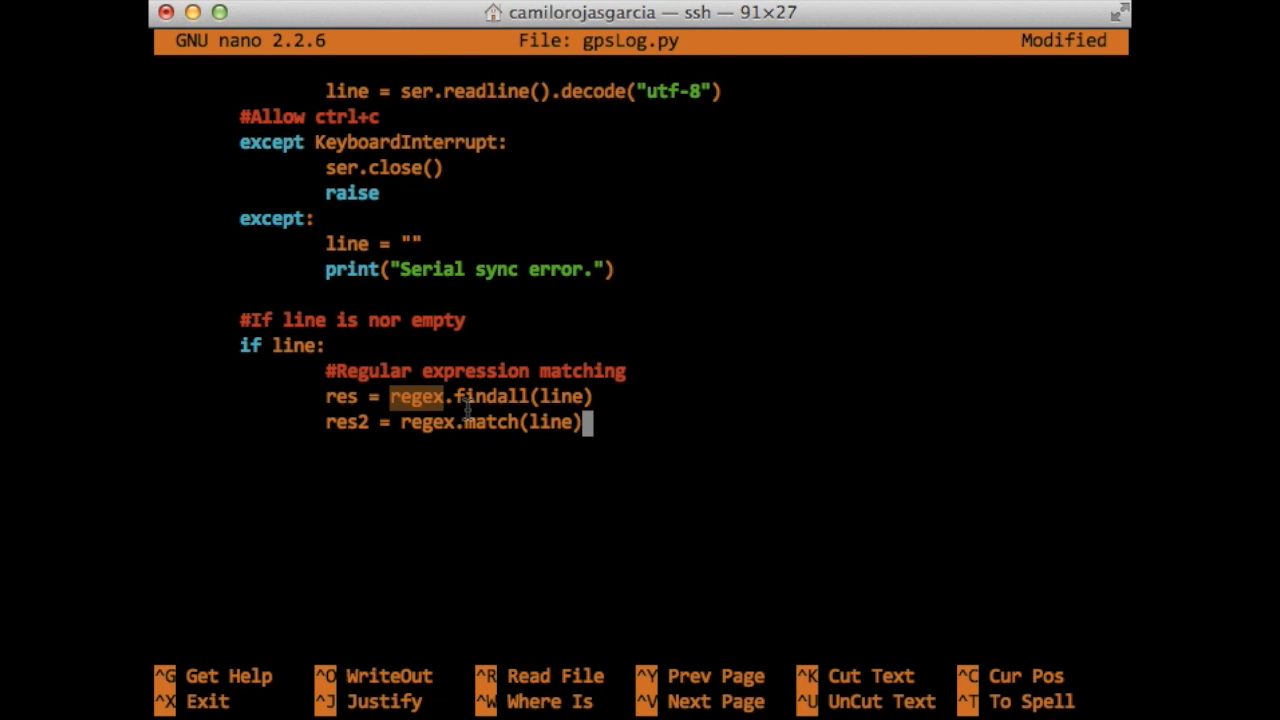 camilorojasgarcia — ssh — 91×27
GNU nano 2.2.6 File: gpsLog.py Modified
line = ser.readline().decode("utf-8")
#Allow ctrl+c
except KeyboardInterrupt:
ser.close()
raise
except:
line = ""
print("Serial sync error.")
#If line is nor empty
if line:
#Regular expression matching
res = regex.findall(line)
res2 = regex.match(line)
^G Get Help ^O WriteOut ^R Read File ^Y Prev Page ^K Cut Text ^C Cur Pos
^X Exit ^J Justify ^W Where Is ^V Next Page ^U UnCut Text ^T To Spell